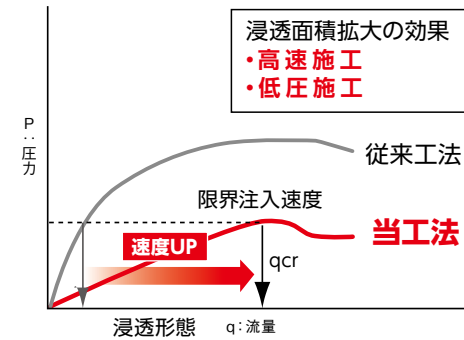 浸透面積拡大の効果
・高速施工
・低圧施工
P：圧力
従来工法
限界注入速度
当工法
速度UP
qcr
浸透形態
q：流量